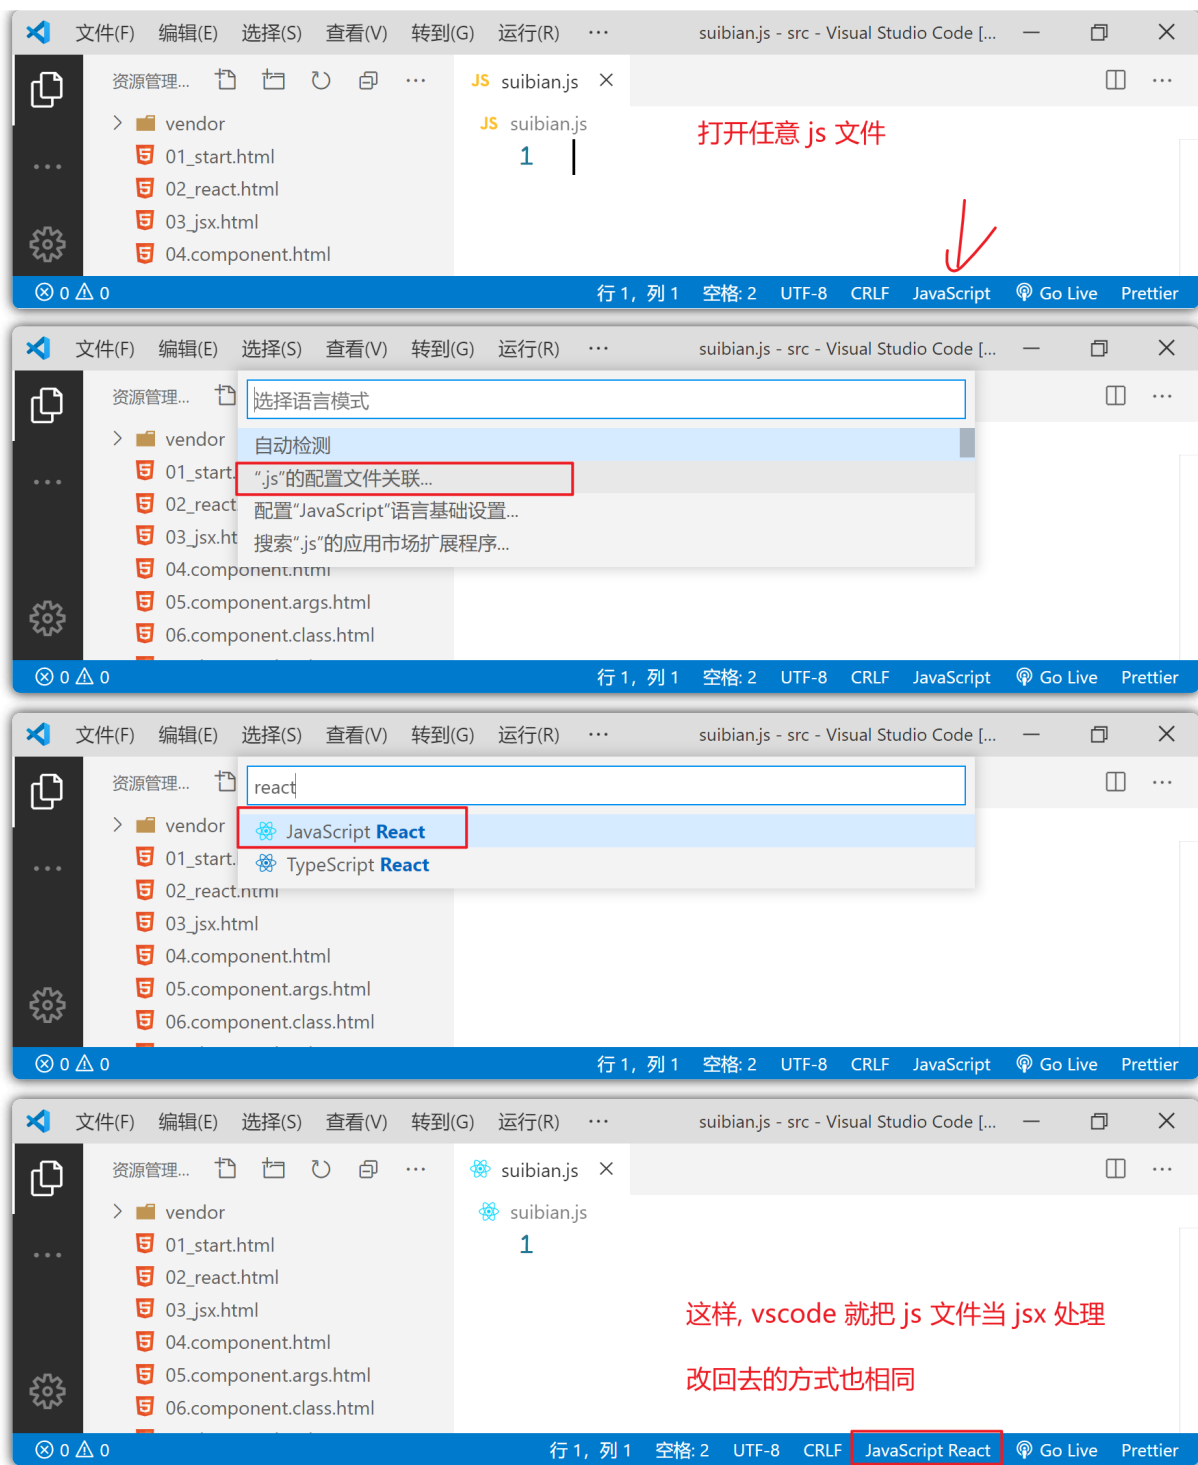 文件(F) 编辑(E) 选择(S) 查看(V) 转到(G) 运行(R) ··· suibian.js - src - Visual Studio Code [...
资源管理... ··· JS suibian.js ···
vendor JS suibian.js
打开任意 js 文件
01_start.html 1
02_react.html
03_jsx.html
04.component.html
0 0 行 1，列 1 空格: 2 UTF-8 CRLF JavaScript Go Live Prettier
文件(F) 编辑(E) 选择(S) 查看(V) 转到(G) 运行(R) ··· suibian.js - src - Visual Studio Code [...
资源管理... 选择语言模式 ···
vendor 自动检测
01_start. “.js”的配置文件关联...
02_react 配置“JavaScript”语言基础设置...
03_jsx.ht 搜索“.js”的应用市场扩展程序...
04.component.html
05.component.args.html
06.component.class.html
0 0 行 1，列 1 空格: 2 UTF-8 CRLF JavaScript Go Live Prettier
文件(F) 编辑(E) 选择(S) 查看(V) 转到(G) 运行(R) ··· suibian.js - src - Visual Studio Code [...
资源管理... react ···
vendor JavaScript React
01_start. TypeScript React
02_react.html
03_jsx.html
04.component.html
05.component.args.html
06.component.class.html
0 0 行 1，列 1 空格: 2 UTF-8 CRLF JavaScript Go Live Prettier
文件(F) 编辑(E) 选择(S) 查看(V) 转到(G) 运行(R) ··· suibian.js - src - Visual Studio Code [...
资源管理... ··· suibian.js ···
vendor suibian.js
01_start.html 1
02_react.html
03_jsx.html 这样, vscode 就把 js 文件当 jsx 处理
04.component.html
05.component.args.html 改回去的方式也相同
06.component.class.html
0 0 行 1，列 1 空格: 2 UTF-8 CRLF JavaScript React Go Live Prettier